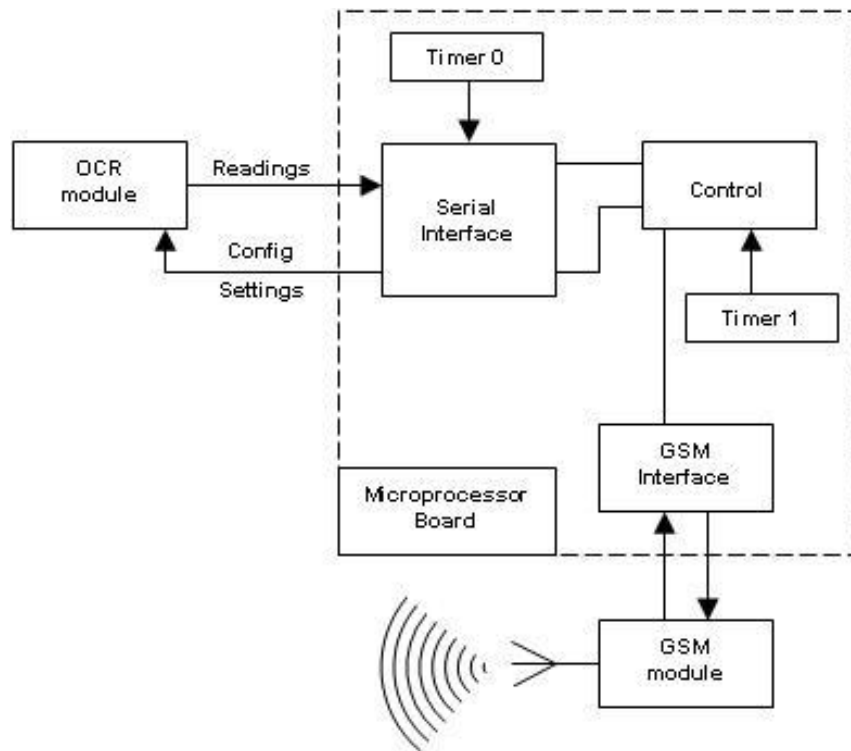 Timer 0
OCR
module
Readings
Serial
Interface
Control
Config
Settings
Timer 1
GSM
Interface
Microprocessor
Board
GSM
module